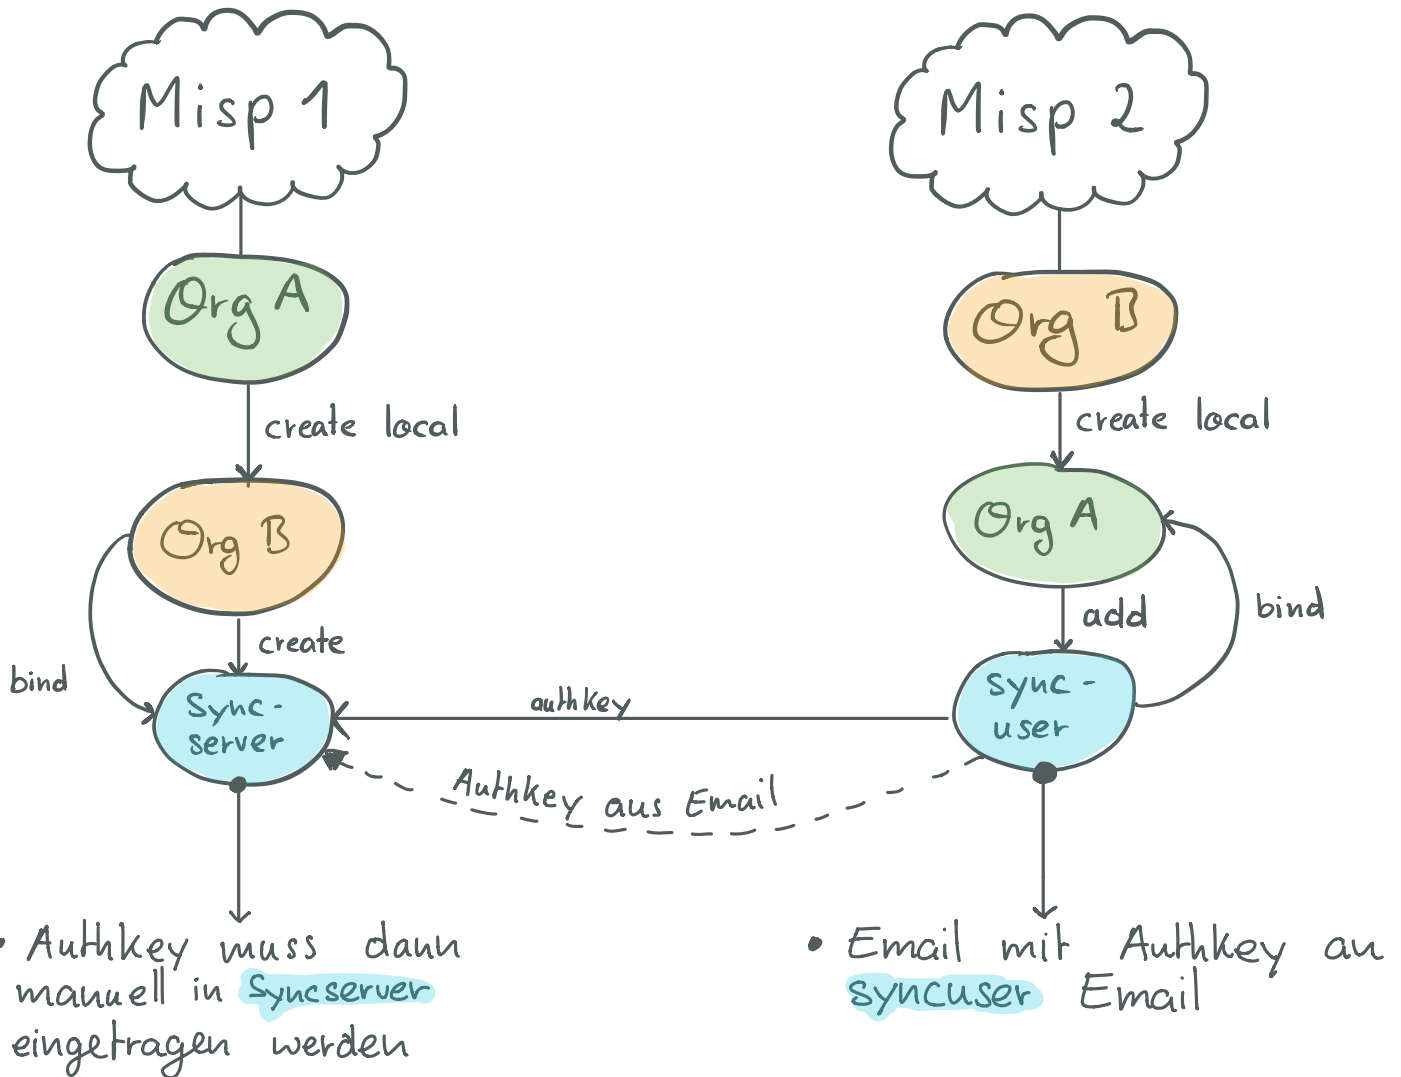 Misp 1
Misp 2
Org A
Org B
create local
create local
Org B
Org A
create
add
bind
bind
Sync-
server
sync-
user
authkey
Authkey aus Email
• Authkey muss dann
manuell in Syncserver
eingetragen werden
• Email mit Authkey an
syncuser Email